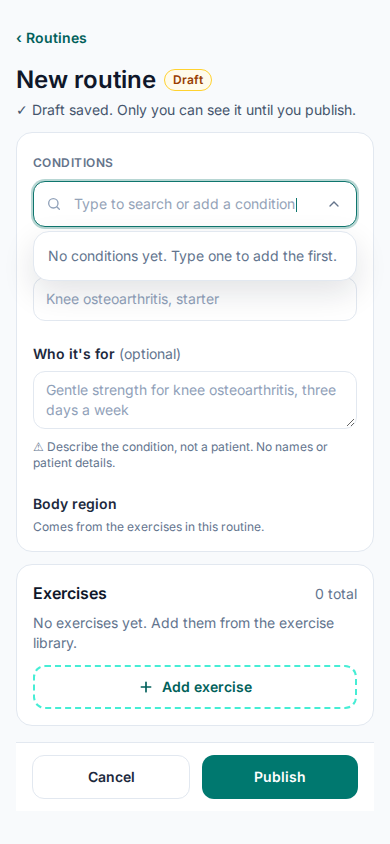 ‹ Routines
New routine Draft
✓ Draft saved. Only you can see it until you publish.
CONDITIONS
Type to search or add a condition
No conditions yet. Type one to add the first.
Knee osteoarthritis, starter
Who it's for (optional)
Gentle strength for knee osteoarthritis, three
days a week
⚠ Describe the condition, not a patient. No names or
patient details.
Body region
Comes from the exercises in this routine.
Exercises 0 total
No exercises yet. Add them from the exercise
library.
+ Add exercise
Cancel Publish